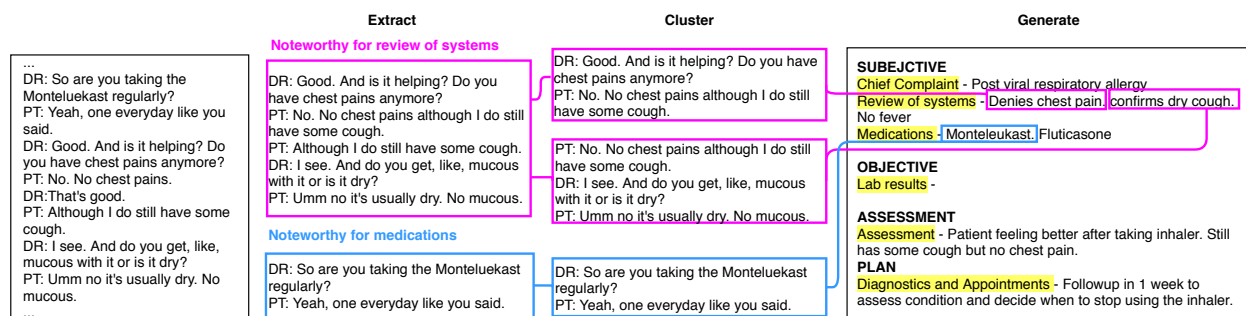 Extract
Cluster
Generate
...
DR: So are you taking the
Monteluekast regularly?
PT: Yeah, one everyday like you
said.
DR: Good. And is it helping? Do
you have chest pains anymore?
PT: No. No chest pains.
DR:That's good.
PT: Although I do still have some
cough.
DR: I see. And do you get, like,
mucous with it or is it dry?
PT: Umm no it's usually dry. No
mucous.
...
Noteworthy for review of systems
DR: Good. And is it helping? Do you
have chest pains anymore?
PT: No. No chest pains although I do still
have some cough.
PT: Although I do still have some cough.
DR: I see. And do you get, like, mucous
with it or is it dry?
PT: Umm no it's usually dry. No mucous.
Noteworthy for medications
DR: So are you taking the Monteluekast
regularly?
PT: Yeah, one everyday like you said.
DR: Good. And is it helping? Do you have
chest pains anymore?
PT: No. No chest pains although I do still
have some cough.
PT: No. No chest pains although I do still
have some cough.
DR: I see. And do you get, like, mucous
with it or is it dry?
PT: Umm no it's usually dry. No mucous.
DR: So are you taking the Monteluekast
regularly?
PT: Yeah, one everyday like you said.
SUBEJCTIVE
Chief Complaint - Post viral respiratory allergy
Review of systems - Denies chest pain. confirms dry cough.
No fever
Medications - Monteleukast. Fluticasone
OBJECTIVE
Lab results -
ASSESSMENT
Assessment - Patient feeling better after taking inhaler. Still
has some cough but no chest pain.
PLAN
Diagnostics and Appointments - Followup in 1 week to
assess condition and decide when to stop using the inhaler.